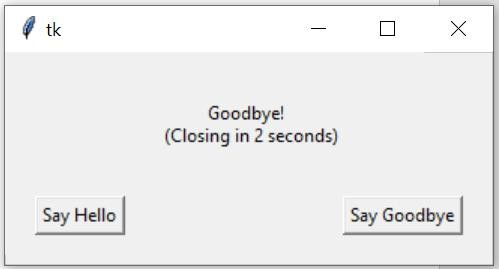 tk
Goodbye!
(Closing in 2 seconds)
Say Hello
Say Goodbye